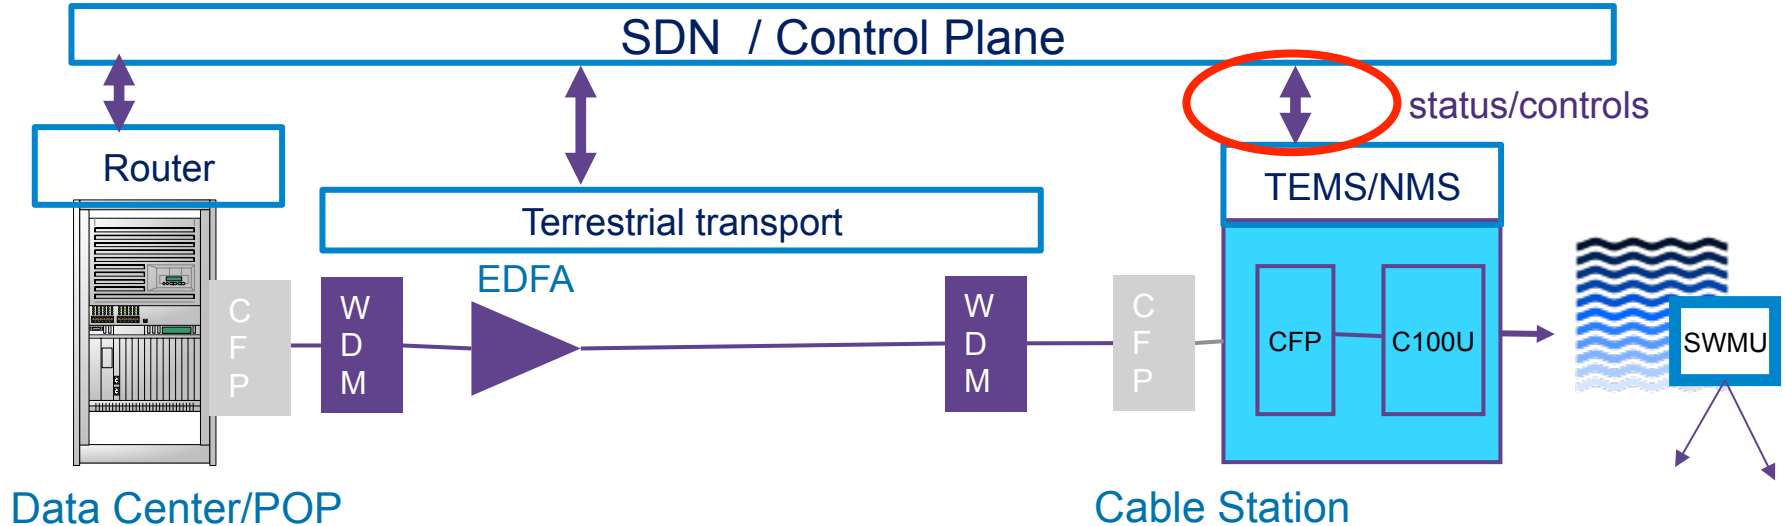 SDN / Control Plane
status/controls
Router
TEMS/NMS
Terrestrial transport
EDFA
C
F
P
W
D
M
W
D
M
C
F
P
CFP
C100U
SWMU
Data Center/POP
Cable Station